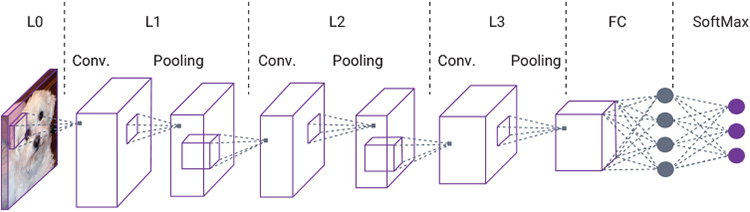 L0 L1 L2 L3 FC SoftMax
Conv. Pooling Conv. Pooling Conv. Pooling